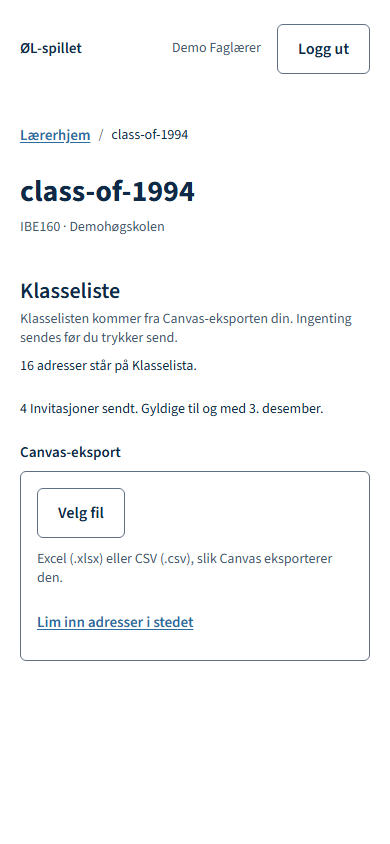 ØL-spillet
Demo Faglærer
Logg ut
Lærerhjem / class-of-1994
class-of-1994
IBE160 · Demohøgskolen
Klasseliste
Klasselisten kommer fra Canvas-eksporten din. Ingenting
sendes før du trykker send.
16 adresser står på Klasselista.
4 Invitasjoner sendt. Gyldige til og med 3. desember.
Canvas-eksport
Velg fil
Excel (.xlsx) eller CSV (.csv), slik Canvas eksporterer
den.
Lim inn adresser i stedet